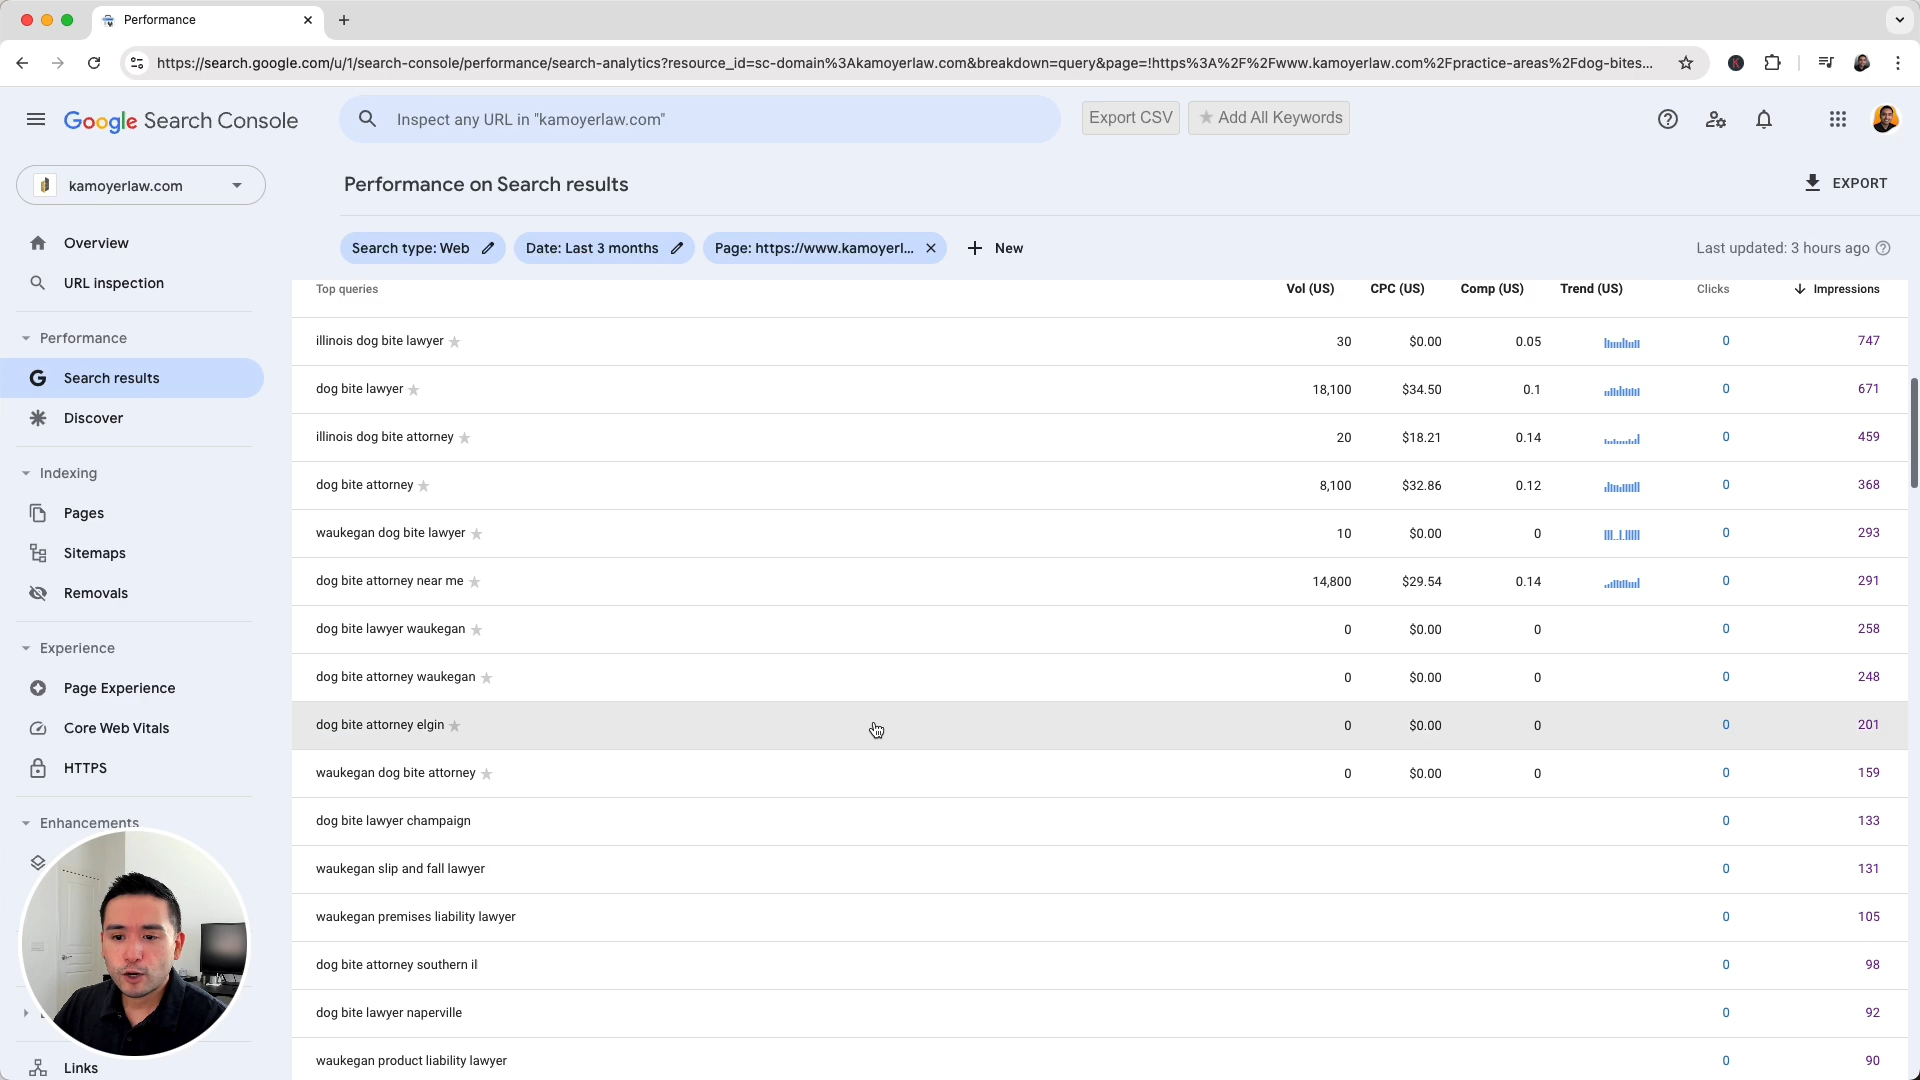 Performance
https://search.google.com/u/1/search-console/performance/search-analytics?resource_id=sc-domain%3Akamoyerlaw.com&breakdown=query&page=!https%3A%2F%2Fwww.kamoyerlaw.com%2Fpractice-areas%2Fdog-bites...
Google Search Console
Inspect any URL in "kamoyerlaw.com"
Export CSV
★ Add All Keywords
kamoyerlaw.com
Performance on Search results
EXPORT
Search type: Web
Date: Last 3 months
Page: https://www.kamoyerl...
New
Last updated: 3 hours ago
Overview
URL inspection
Performance
Search results
Discover
Indexing
Pages
Sitemaps
Removals
Experience
Page Experience
Core Web Vitals
HTTPS
Enhancements
Links
Top queries Vol (US) CPC (US) Comp (US) Trend (US) Clicks Impressions
illinois dog bite lawyer 30 $0.00 0.05 0 747
dog bite lawyer 18,100 $34.50 0.1 0 671
illinois dog bite attorney 20 $18.21 0.14 0 459
dog bite attorney 8,100 $32.86 0.12 0 368
waukegan dog bite lawyer 10 $0.00 0 0 293
dog bite attorney near me 14,800 $29.54 0.14 0 291
dog bite lawyer waukegan 0 $0.00 0 0 258
dog bite attorney waukegan 0 $0.00 0 0 248
dog bite attorney elgin 0 $0.00 0 0 201
waukegan dog bite attorney 0 $0.00 0 0 159
dog bite lawyer champaign 0 133
waukegan slip and fall lawyer 0 131
waukegan premises liability lawyer 0 105
dog bite attorney southern il 0 98
dog bite lawyer naperville 0 92
waukegan product liability lawyer 0 90